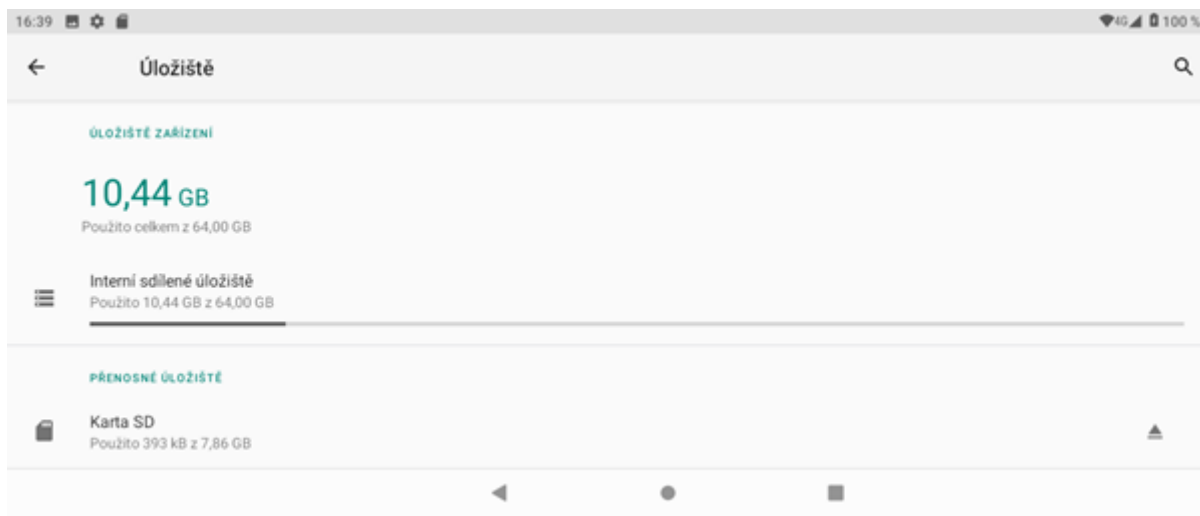 16:39 4G 100 %
Úložiště
ÚLOŽIŠTĚ ZAŘÍZENÍ
10,44 GB
Použito celkem z 64,00 GB
Interní sdílené úložiště
Použito 10,44 GB z 64,00 GB
PŘENOSNÉ ÚLOŽIŠTĚ
Karta SD
Použito 393 kB z 7,86 GB